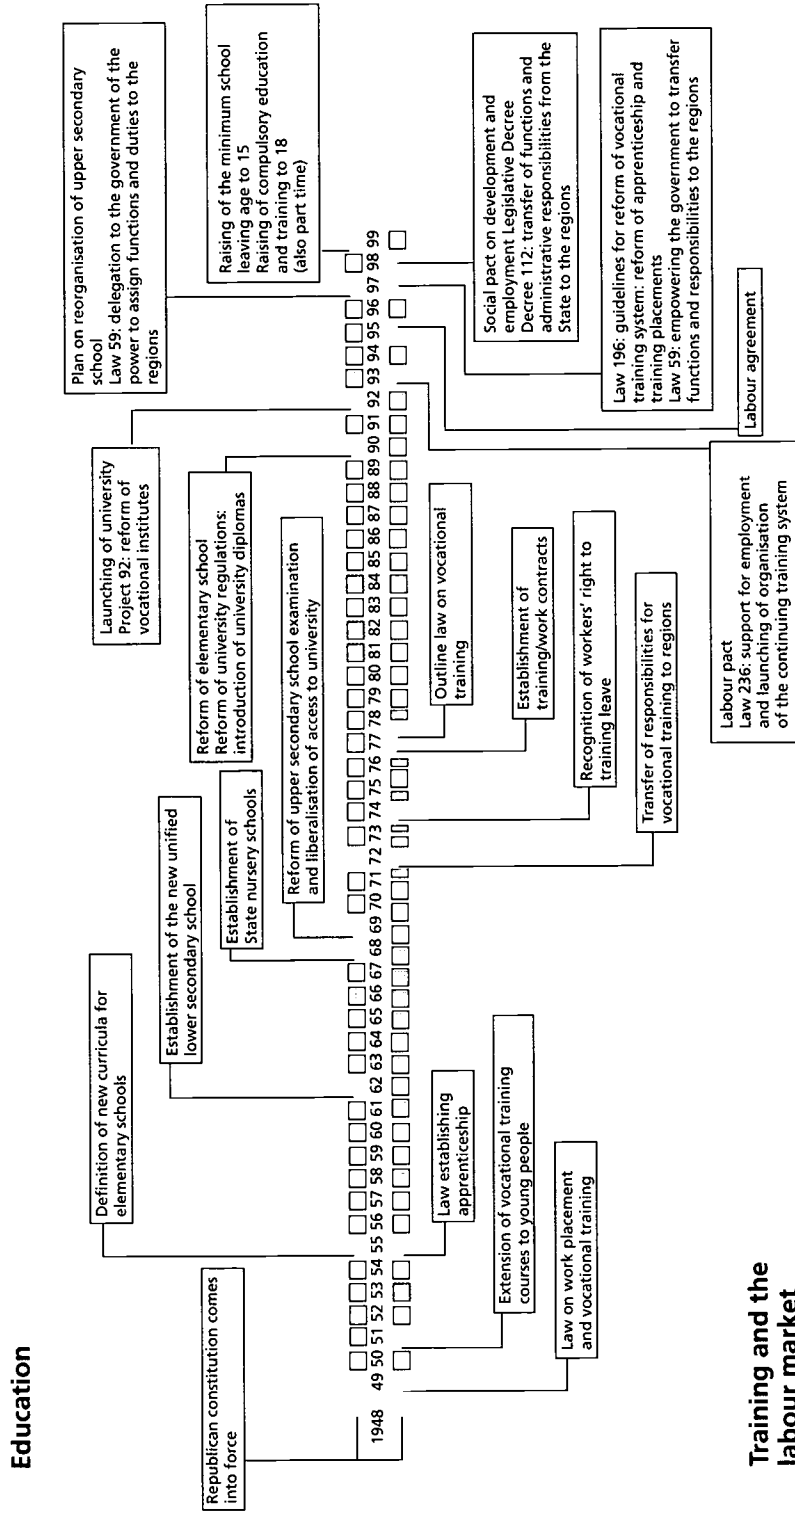 Education
Republican constitution comes
into force
Definition of new curricula for
elementary schools
Establishment of the new unified
lower secondary school
Establishment of
State nursery schools
Reform of upper secondary school examination
and liberalisation of access to university
Reform of elementary school
Reform of university regulations:
introduction of university diplomas
Launching of university
Project 92: reform of
vocational institutes
Plan on reorganisation of upper secondary
school
Law 59: delegation to the government of the
power to assign functions and duties to the
regions
Raising of the minimum school
leaving age to 15
Raising of compulsory education
and training to 18
(also part time)
1948 49 50 51 52 53 54 55 56 57 58 59 60 61 62 63 64 65 66 67 68 69 70 71 72 73 74 75 76 77 78 79 80 81 82 83 84 85 86 87 88 89 90 91 92 93 94 95 96 97 98 99
Law on work placement
and vocational training
Extension of vocational training
courses to young people
Law establishing
apprenticeship
Transfer of responsibilities for
vocational training to regions
Recognition of workers' right to
training leave
Establishment of
training/work contracts
Outline law on vocational
training
Labour pact
Law 236: support for employment
and launching of organisation
of the continuing training system
Labour agreement
Law 196: guidelines for reform of vocational
training system: reform of apprenticeship and
training placements
Law 59: empowering the government to transfer
functions and responsibilities to the regions
Social pact on development and
employment Legislative Decree
Decree 112: transfer of functions and
administrative responsibilities from the
State to the regions
Training and the
labour market